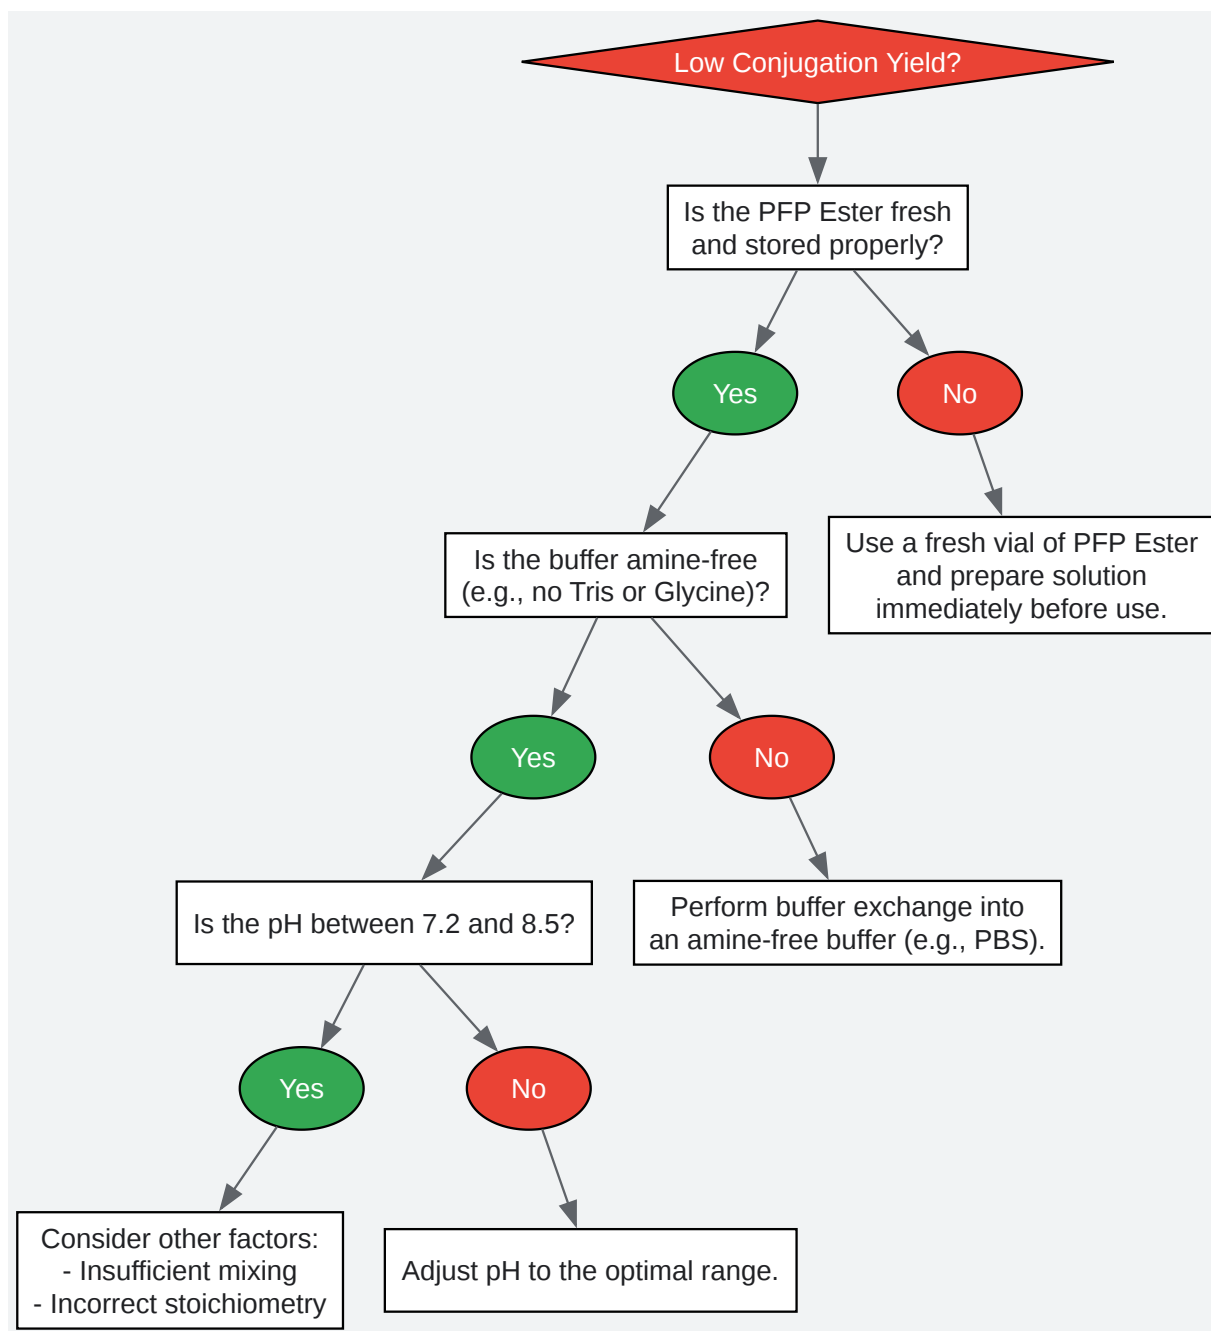 Low Conjugation Yield?
Is the PFP Ester fresh
and stored properly?
Yes
No
Is the buffer amine-free
(e.g., no Tris or Glycine)?
Use a fresh vial of PFP Ester
and prepare solution
immediately before use.
Yes
No
Is the pH between 7.2 and 8.5?
Perform buffer exchange into
an amine-free buffer (e.g., PBS).
Yes
No
Consider other factors:
- Insufficient mixing
- Incorrect stoichiometry
Adjust pH to the optimal range.